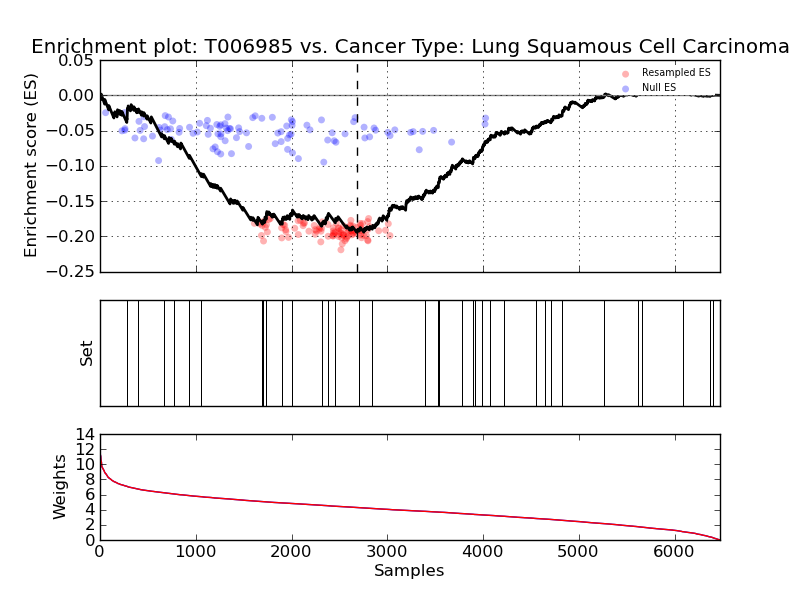 Enrichment plot: T006985 vs. Cancer Type: Lung Squamous Cell Carcinoma
Enrichment score (ES)
0.05
0.00
−0.05
−0.10
−0.15
−0.20
−0.25
Resampled ES
Null ES
Set
Weights
14
12
10
8
6
4
2
0
0 1000 2000 3000 4000 5000 6000
Samples